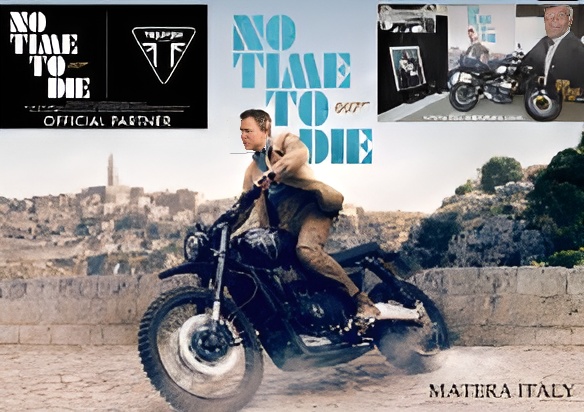 NO
TIME
TO
DIE
OFFICIAL PARTNER
NO
TIME
TO
007
DIE
MATERA ITALY